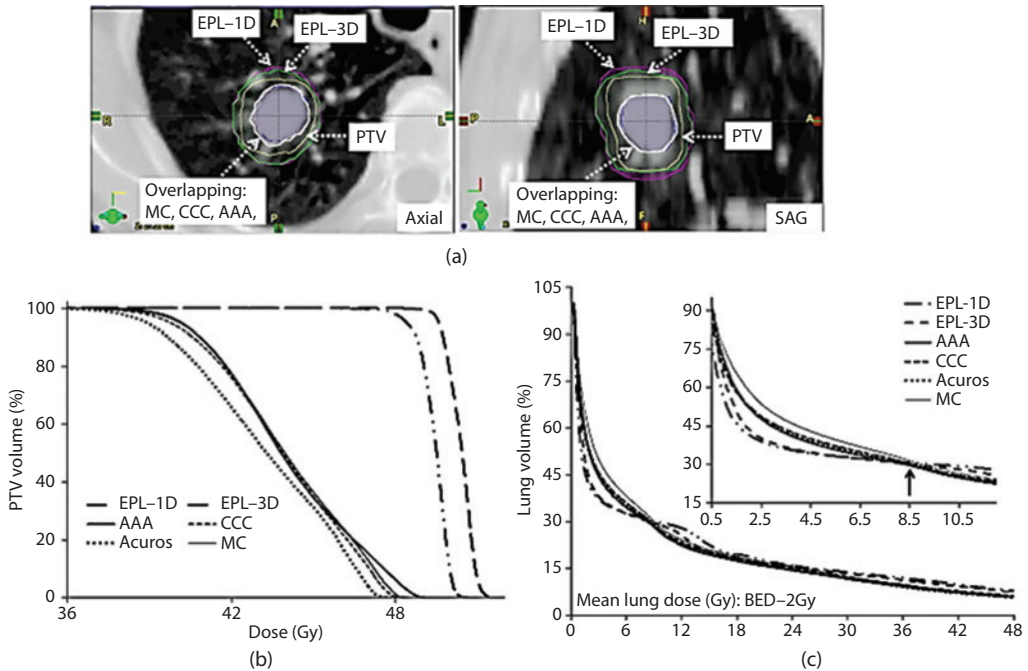 EPL–1D EPL–3D
A
R L
PTV
Overlapping:
MC, CCC, AAA,
P
Axial
EPL–1D EPL–3D
H
P A
PTV
Overlapping:
MC, CCC, AAA,
F
SAG
(a)
PTV volume (%)
100
80
60
40
20
0
36 42 48
Dose (Gy)
EPL–1D EPL–3D
AAA CCC
Acuros MC
(b)
Lung volume (%)
105
90
75
60
45
30
15
0
0 6 12 18 24 30 36 42 48
Mean lung dose (Gy): BED–2Gy
90
75
60
45
30
15
0.5 2.5 4.5 6.5 8.5 10.5
EPL-1D
EPL-3D
AAA
CCC
Acuros
MC
(c)